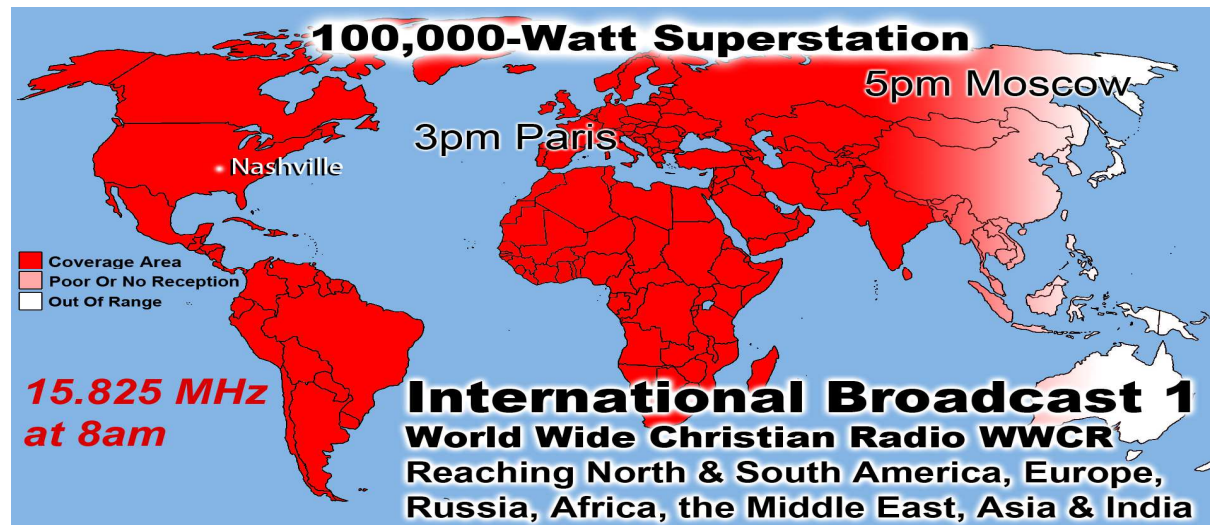 100,000-Watt Superstation
5pm Moscow
3pm Paris
Nashville
Coverage Area
Poor Or No Reception
Out Of Range
15.825 MHz
at 8am
International Broadcast 1
World Wide Christian Radio WWCR
Reaching North & South America, Europe,
Russia, Africa, the Middle East, Asia & India